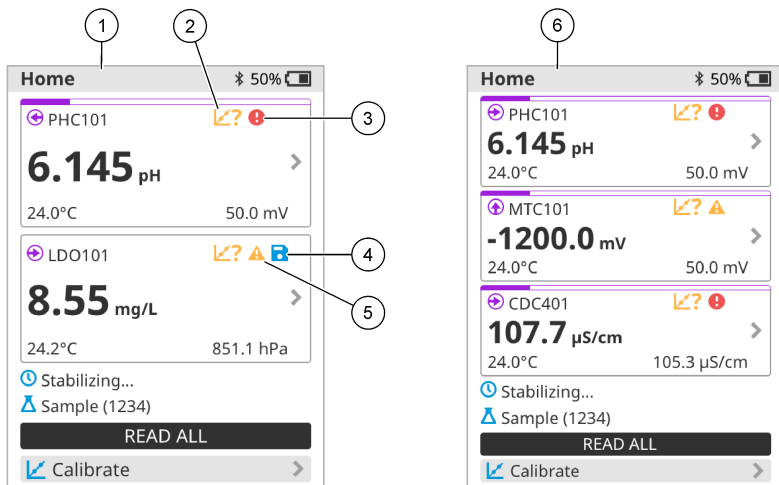 1
2
6
Home 50%
PHC101 ?
3
6.145 pH
24.0°C 50.0 mV
LDO101 ?
4
8.55 mg/L
5
24.2°C 851.1 hPa
Stabilizing...
Sample (1234)
READ ALL
Calibrate
Home 50%
PHC101 ?
6.145 pH
24.0°C 50.0 mV
MTC101 ?
-1200.0 mV
24.0°C 50.0 mV
CDC401 ?
107.7 µS/cm
24.0°C 105.3 µS/cm
Stabilizing...
Sample (1234)
READ ALL
Calibrate